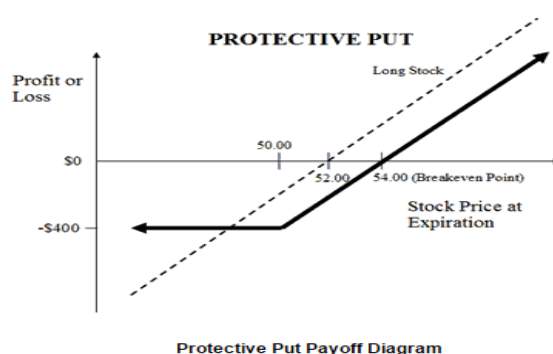 PROTECTIVE PUT
Profit or
Loss
Long Stock
50.00
$0
52.00
54.00 (Breakeven Point)
Stock Price at
Expiration
-$400
Protective Put Payoff Diagram